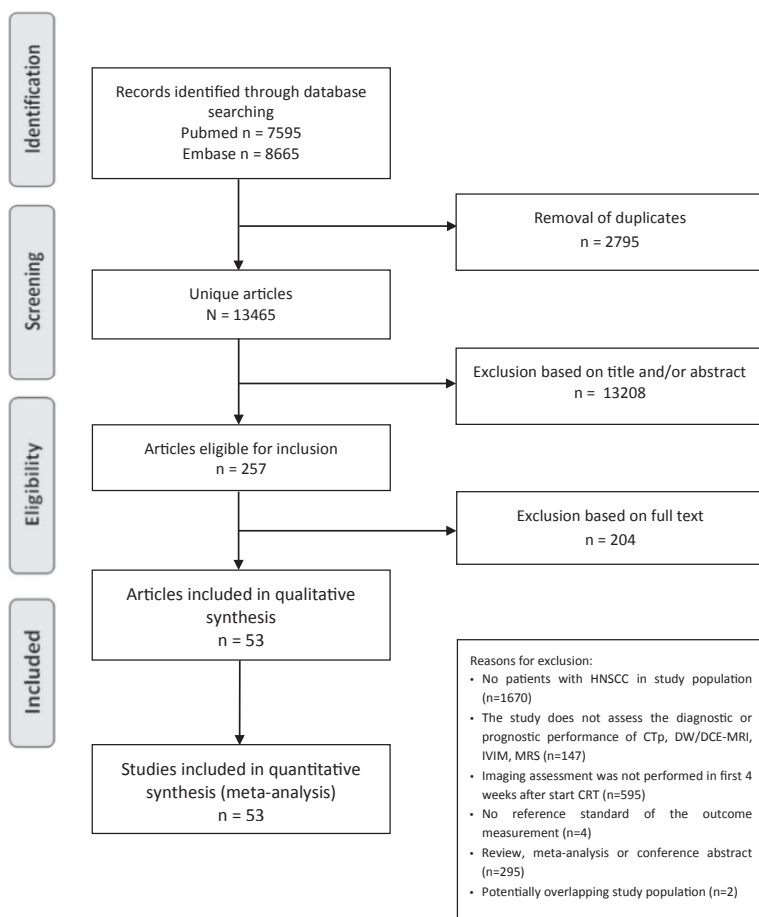 Identification
Records identified through database
searching
Pubmed n = 7595
Embase n = 8665
Removal of duplicates
n = 2795
Screening
Unique articles
N = 13465
Exclusion based on title and/or abstract
n = 13208
Eligibility
Articles eligible for inclusion
n = 257
Exclusion based on full text
n = 204
Included
Articles included in qualitative
synthesis
n = 53
Studies included in quantitative
synthesis (meta-analysis)
n = 53
Reasons for exclusion:
• No patients with HNSCC in study population
(n=1670)
• The study does not assess the diagnostic or
prognostic performance of CTp, DW/DCE-MRI,
IVIM, MRS (n=147)
• Imaging assessment was not performed in first 4
weeks after start CRT (n=595)
• No reference standard of the outcome
measurement (n=4)
• Review, meta-analysis or conference abstract
(n=295)
• Potentially overlapping study population (n=2)